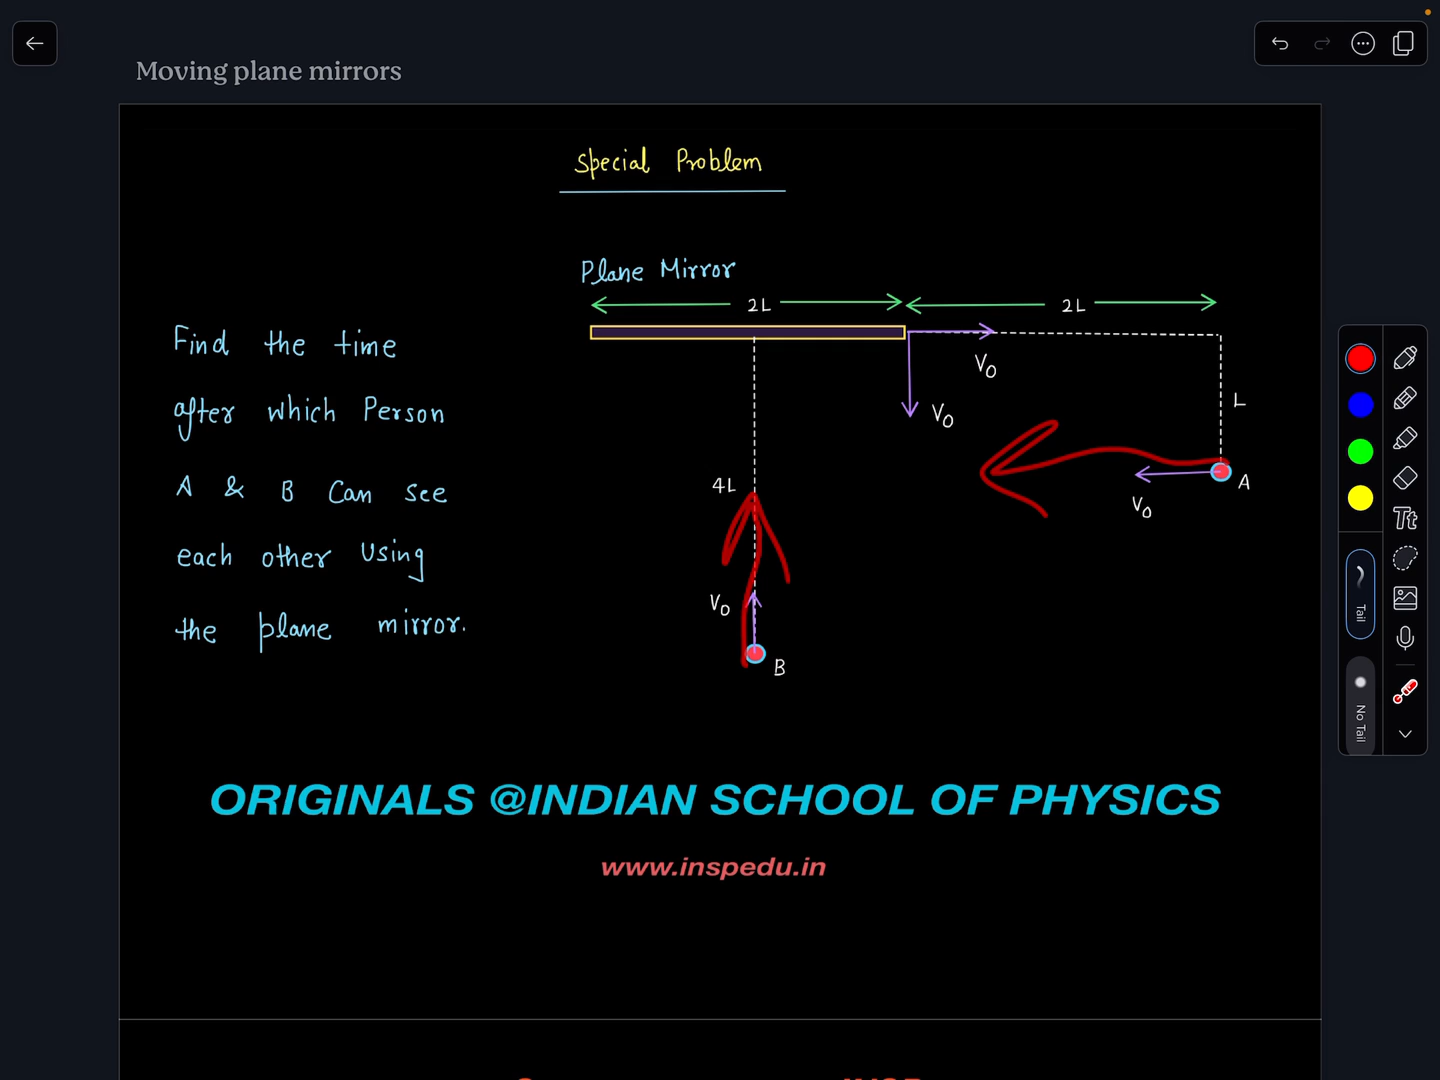 Moving plane mirrors
Special Problem
Plane Mirror
2L
2L
Find the time
after which Person
A & B Can see
each other Using
the plane mirror.
V0
V0
L
A
V0
4L
V0
B
ORIGINALS @INDIAN SCHOOL OF PHYSICS
www.inspedu.in
Tt
Tail
No Tail